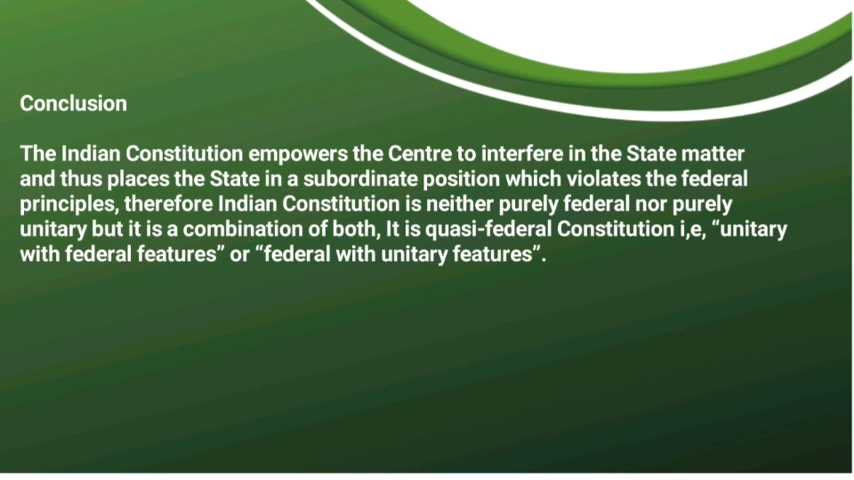 Conclusion
The Indian Constitution empowers the Centre to interfere in the State matter
and thus places the State in a subordinate position which violates the federal
principles, therefore Indian Constitution is neither purely federal nor purely
unitary but it is a combination of both, It is quasi-federal Constitution i,e, “unitary
with federal features” or “federal with unitary features”.